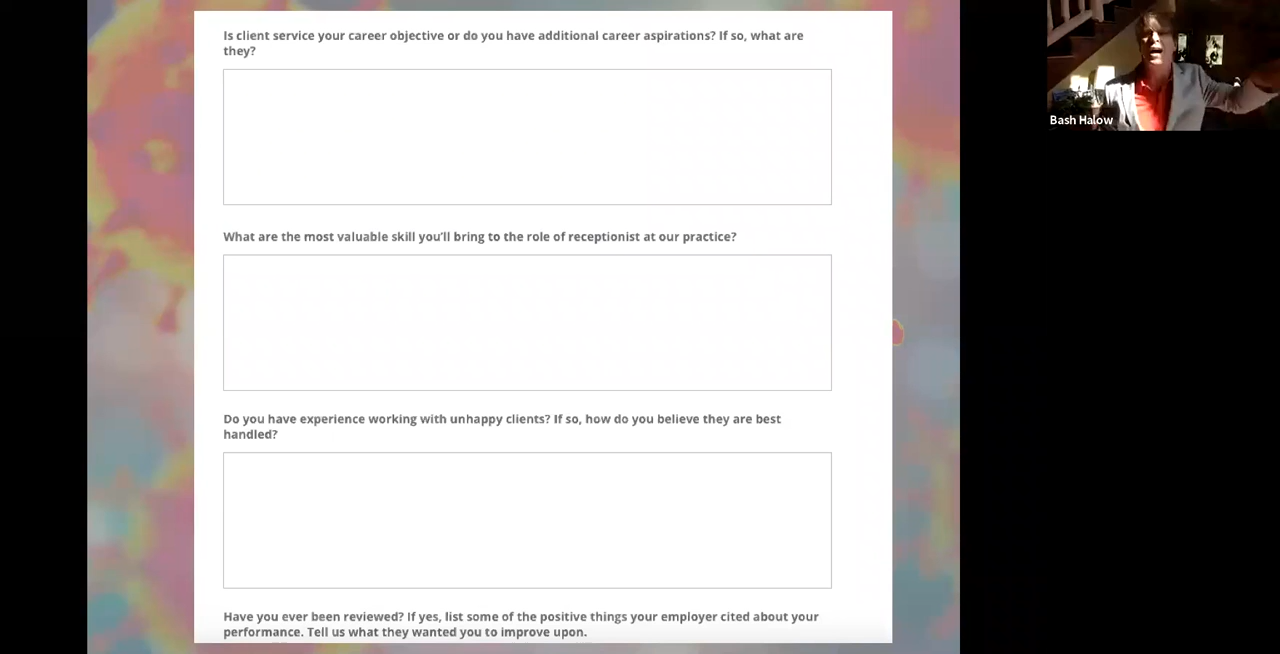 Is client service your career objective or do you have additional career aspirations? If so, what are
they?
What are the most valuable skill you'll bring to the role of receptionist at our practice?
Do you have experience working with unhappy clients? If so, how do you believe they are best
handled?
Have you ever been reviewed? If yes, list some of the positive things your employer cited about your
performance. Tell us what they wanted you to improve upon.
Bash Halow